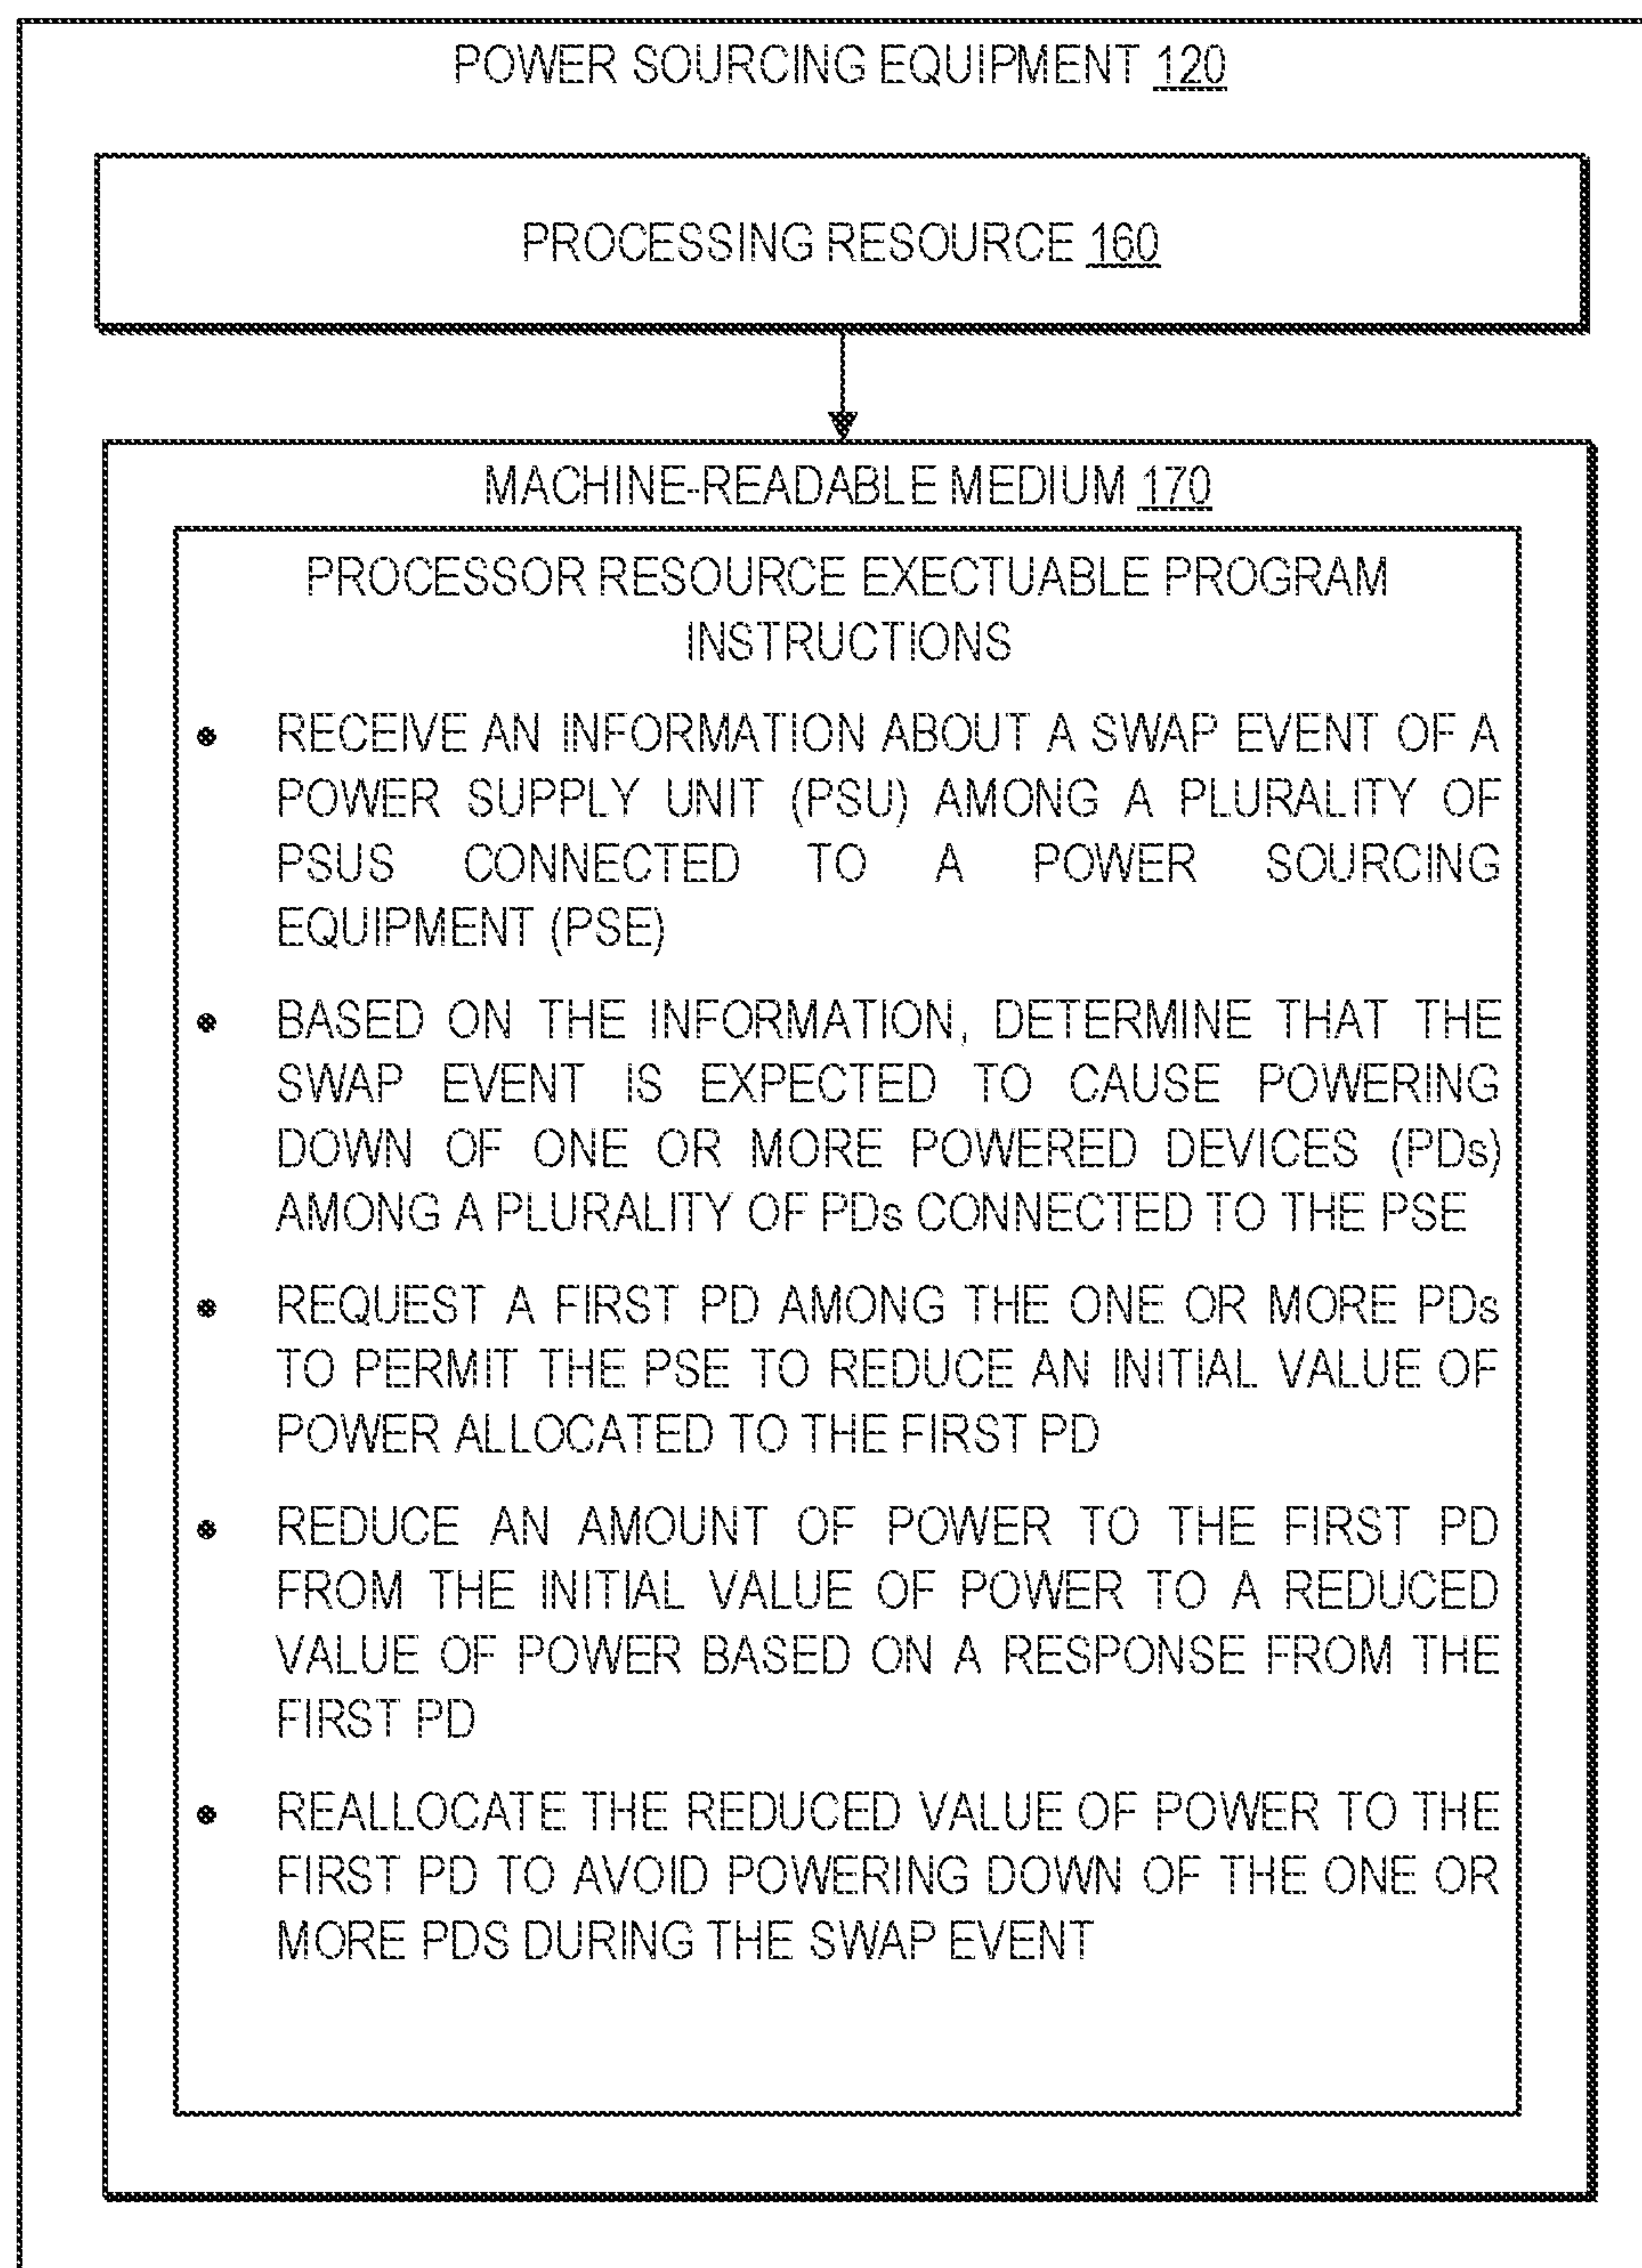 POWER SOURCING EQUIPMENT 120
PROCESSING RESOURCE 160
MACHINE-READABLE MEDIUM 170
PROCESSOR RESOURCE EXECTUABLE PROGRAM
INSTRUCTIONS
• RECEIVE AN INFORMATION ABOUT A SWAP EVENT OF A
POWER SUPPLY UNIT (PSU) AMONG A PLURALITY OF
PSUS CONNECTED TO A POWER SOURCING
EQUIPMENT (PSE)
• BASED ON THE INFORMATION, DETERMINE THAT THE
SWAP EVENT IS EXPECTED TO CAUSE POWERING
DOWN OF ONE OR MORE POWERED DEVICES (PDs)
AMONG A PLURALITY OF PDs CONNECTED TO THE PSE
• REQUEST A FIRST PD AMONG THE ONE OR MORE PDs
TO PERMIT THE PSE TO REDUCE AN INITIAL VALUE OF
POWER ALLOCATED TO THE FIRST PD
• REDUCE AN AMOUNT OF POWER TO THE FIRST PD
FROM THE INITIAL VALUE OF POWER TO A REDUCED
VALUE OF POWER BASED ON A RESPONSE FROM THE
FIRST PD
• REALLOCATE THE REDUCED VALUE OF POWER TO THE
FIRST PD TO AVOID POWERING DOWN OF THE ONE OR
MORE PDS DURING THE SWAP EVENT